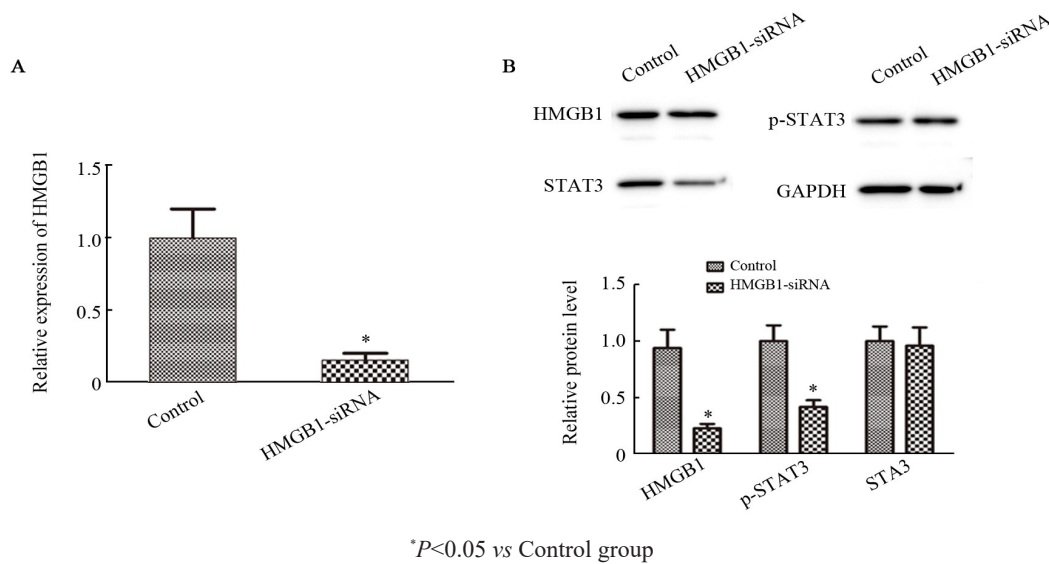 A
Relative expression of HMGB1
1.5
1.0
0.5
0
*
Control
HMGB1-siRNA
B
Control
HMGB1-siRNA
HMGB1
STAT3
Control
HMGB1-siRNA
p-STAT3
GAPDH
Control
HMGB1-siRNA
Relative protein level
1.5
1.0
0.5
0
*
*
HMGB1
p-STAT3
STA3
*P<0.05 vs Control group